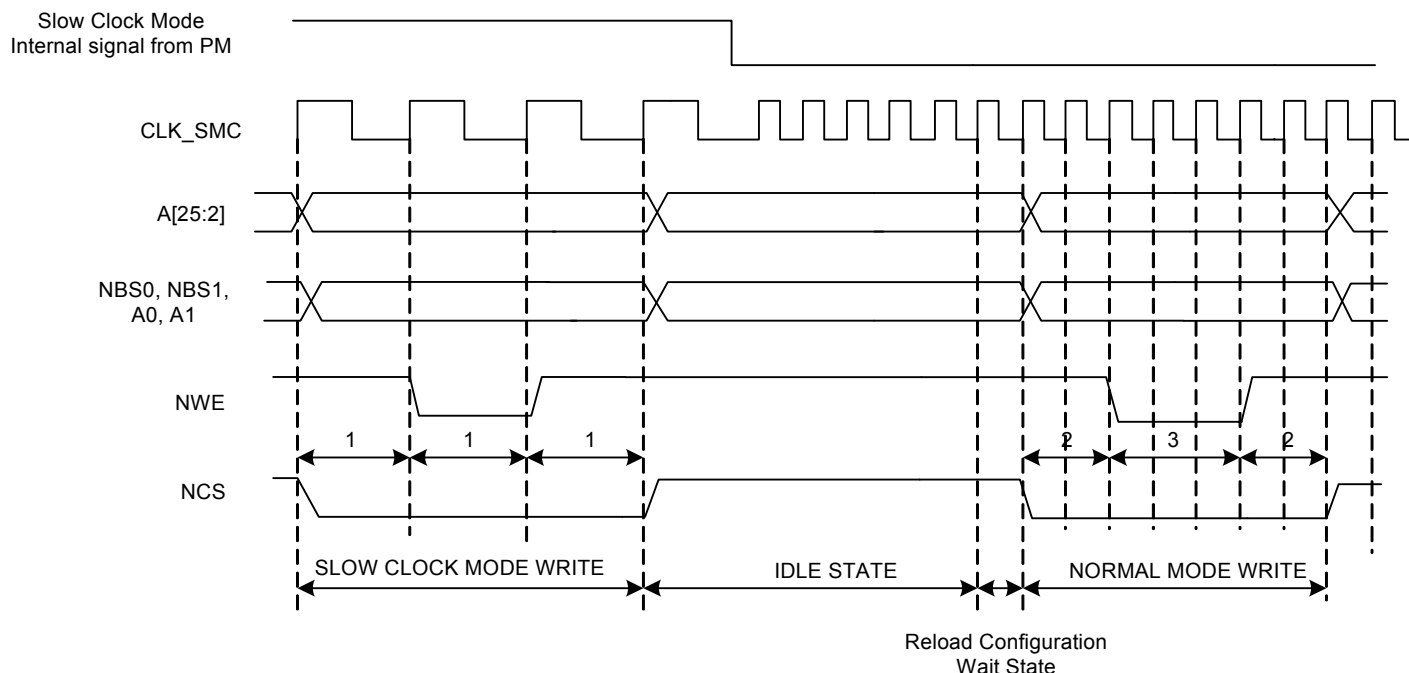 Slow Clock Mode
Internal signal from PM
CLK_SMC
A[25:2]
NBS0, NBS1,
A0, A1
NWE
1 1 1 2 3 2
NCS
SLOW CLOCK MODE WRITE IDLE STATE NORMAL MODE WRITE
Reload Configuration
Wait State